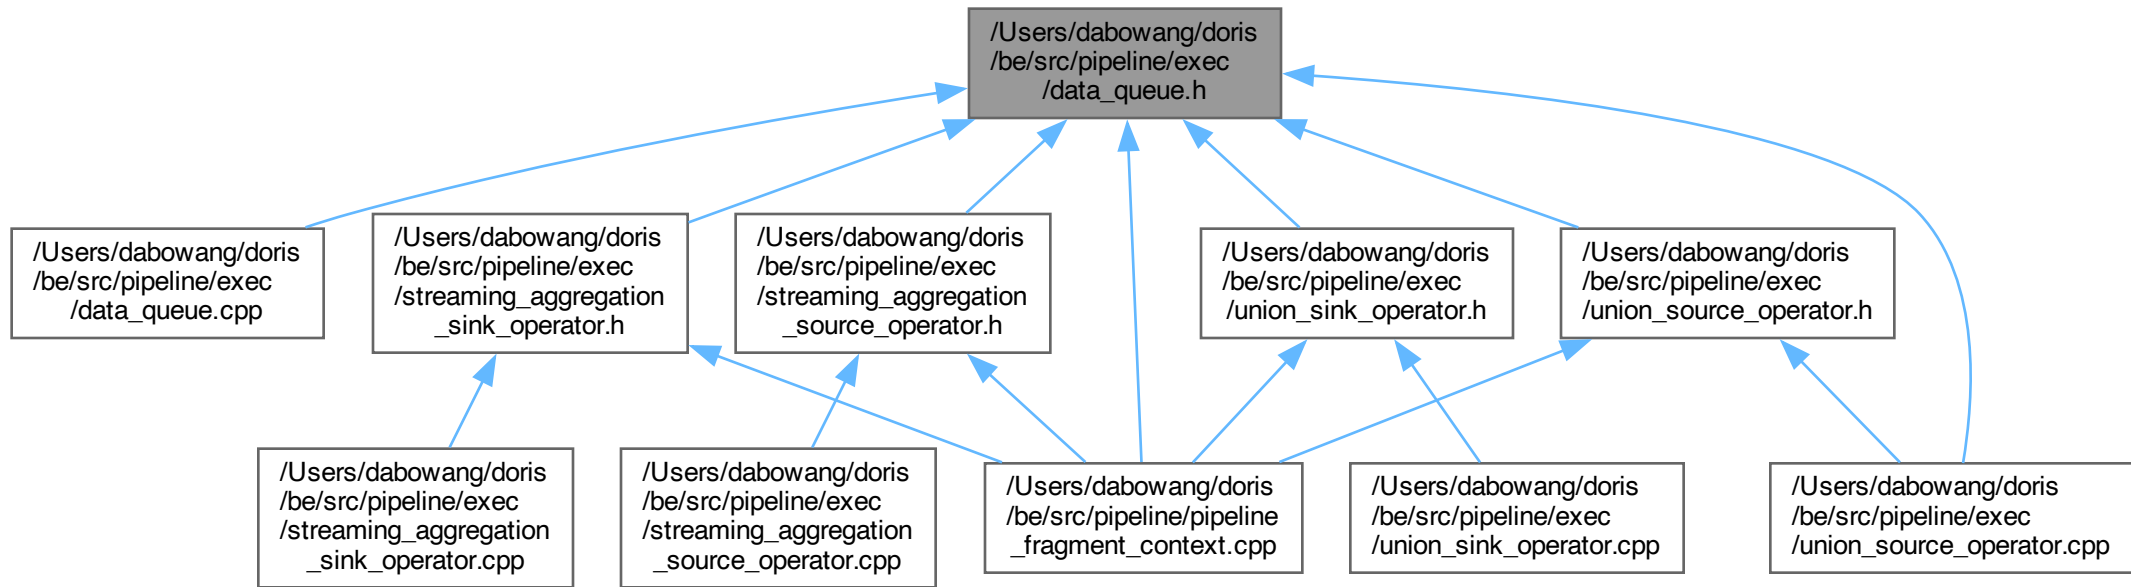 /Users/dabowang/doris
/be/src/pipeline/exec
/data_queue.h
/Users/dabowang/doris
/be/src/pipeline/exec
/data_queue.cpp
/Users/dabowang/doris
/be/src/pipeline/exec
/streaming_aggregation
_sink_operator.h
/Users/dabowang/doris
/be/src/pipeline/exec
/streaming_aggregation
_source_operator.h
/Users/dabowang/doris
/be/src/pipeline/exec
/union_sink_operator.h
/Users/dabowang/doris
/be/src/pipeline/exec
/union_source_operator.h
/Users/dabowang/doris
/be/src/pipeline/exec
/streaming_aggregation
_sink_operator.cpp
/Users/dabowang/doris
/be/src/pipeline/exec
/streaming_aggregation
_source_operator.cpp
/Users/dabowang/doris
/be/src/pipeline/pipeline
_fragment_context.cpp
/Users/dabowang/doris
/be/src/pipeline/exec
/union_sink_operator.cpp
/Users/dabowang/doris
/be/src/pipeline/exec
/union_source_operator.cpp